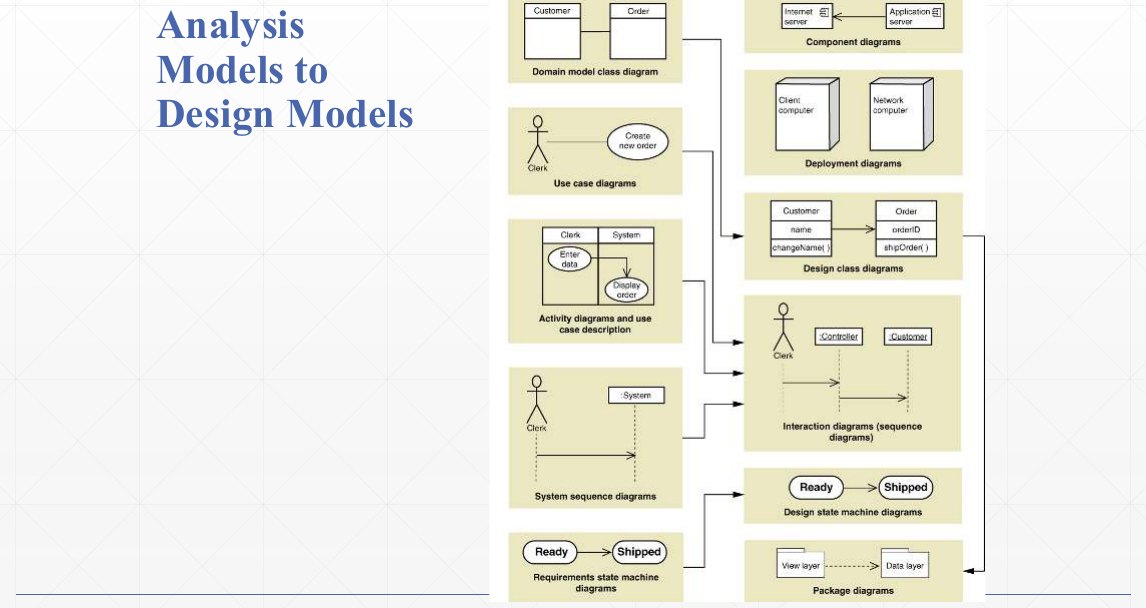 Analysis
Models to
Design Models
Customer
Order
Domain model class diagram
Clerk
Create
new order
Use case diagrams
Clerk
System
Enter
data
Display
order
Activity diagrams and use
case description
Clerk
:System
System sequence diagrams
Ready
Shipped
Requirements state machine
diagrams
Internet
server
Application
server
Component diagrams
Client
computer
Network
computer
Deployment diagrams
Customer
name
changeName( )
Order
orderID
shipOrder( )
Design class diagrams
Clerk
:Controller
:Customer
Interaction diagrams (sequence
diagrams)
Ready
Shipped
Design state machine diagrams
View layer
Data layer
Package diagrams